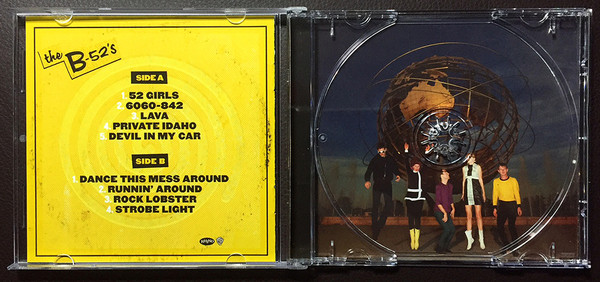 the B-52's
SIDE A
1. 52 GIRLS
2. 6060-842
3. LAVA
4. PRIVATE IDAHO
5. DEVIL IN MY CAR
SIDE B
1. DANCE THIS MESS AROUND
2. RUNNIN' AROUND
3. ROCK LOBSTER
4. STROBE LIGHT